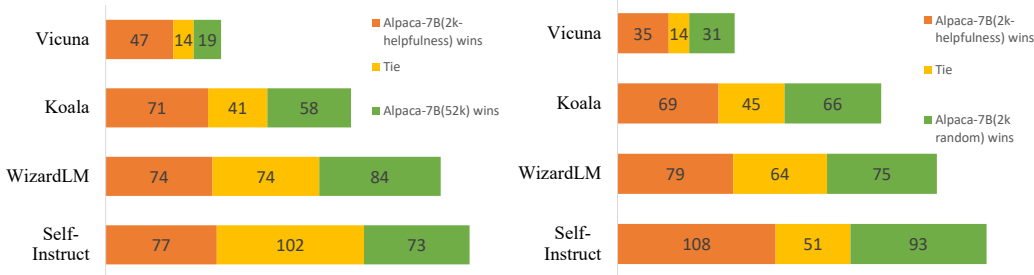 Vicuna
47 14 19
Koala
71 41 58
WizardLM
74 74 84
Self-
Instruct
77 102 73
Alpaca-7B(2k-
helpfulness) wins
Tie
Alpaca-7B(52k) wins
Vicuna
35 14 31
Koala
69 45 66
WizardLM
79 64 75
Self-
Instruct
108 51 93
Alpaca-7B(2k-
helpfulness) wins
Tie
Alpaca-7B(2k
random) wins